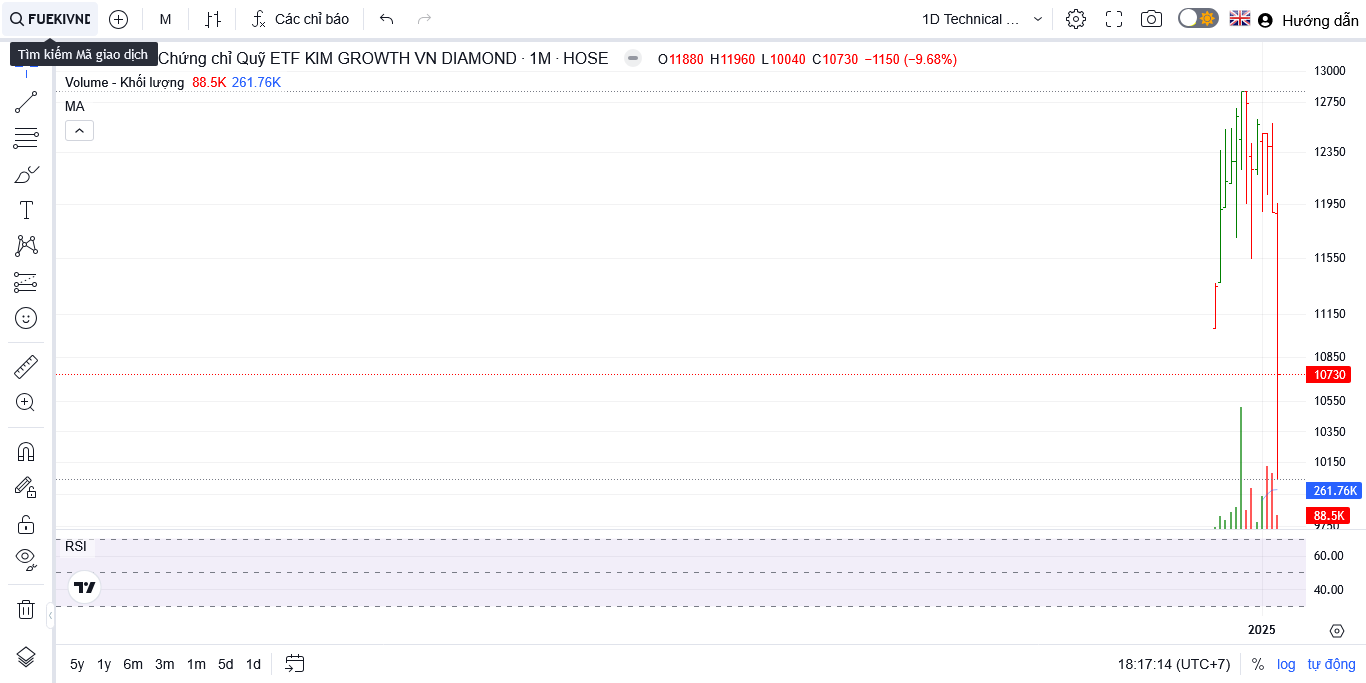 FUEKIVND
M
Các chỉ báo
1D Technical ...
Hướng dẫn
Tìm kiếm Mã giao dịch
Chứng chỉ Quỹ ETF KIM GROWTH VN DIAMOND · 1M · HOSE
O11880 H11960 L10040 C10730 −1150 (−9.68%)
Volume - Khối lượng 88.5K 261.76K
MA
13000
12750
12350
11950
11550
11150
10850
10730
10550
10350
10150
261.76K
88.5K
9750
RSI
60.00
40.00
2025
5y 1y 6m 3m 1m 5d 1d
18:17:14 (UTC+7) % log tự động